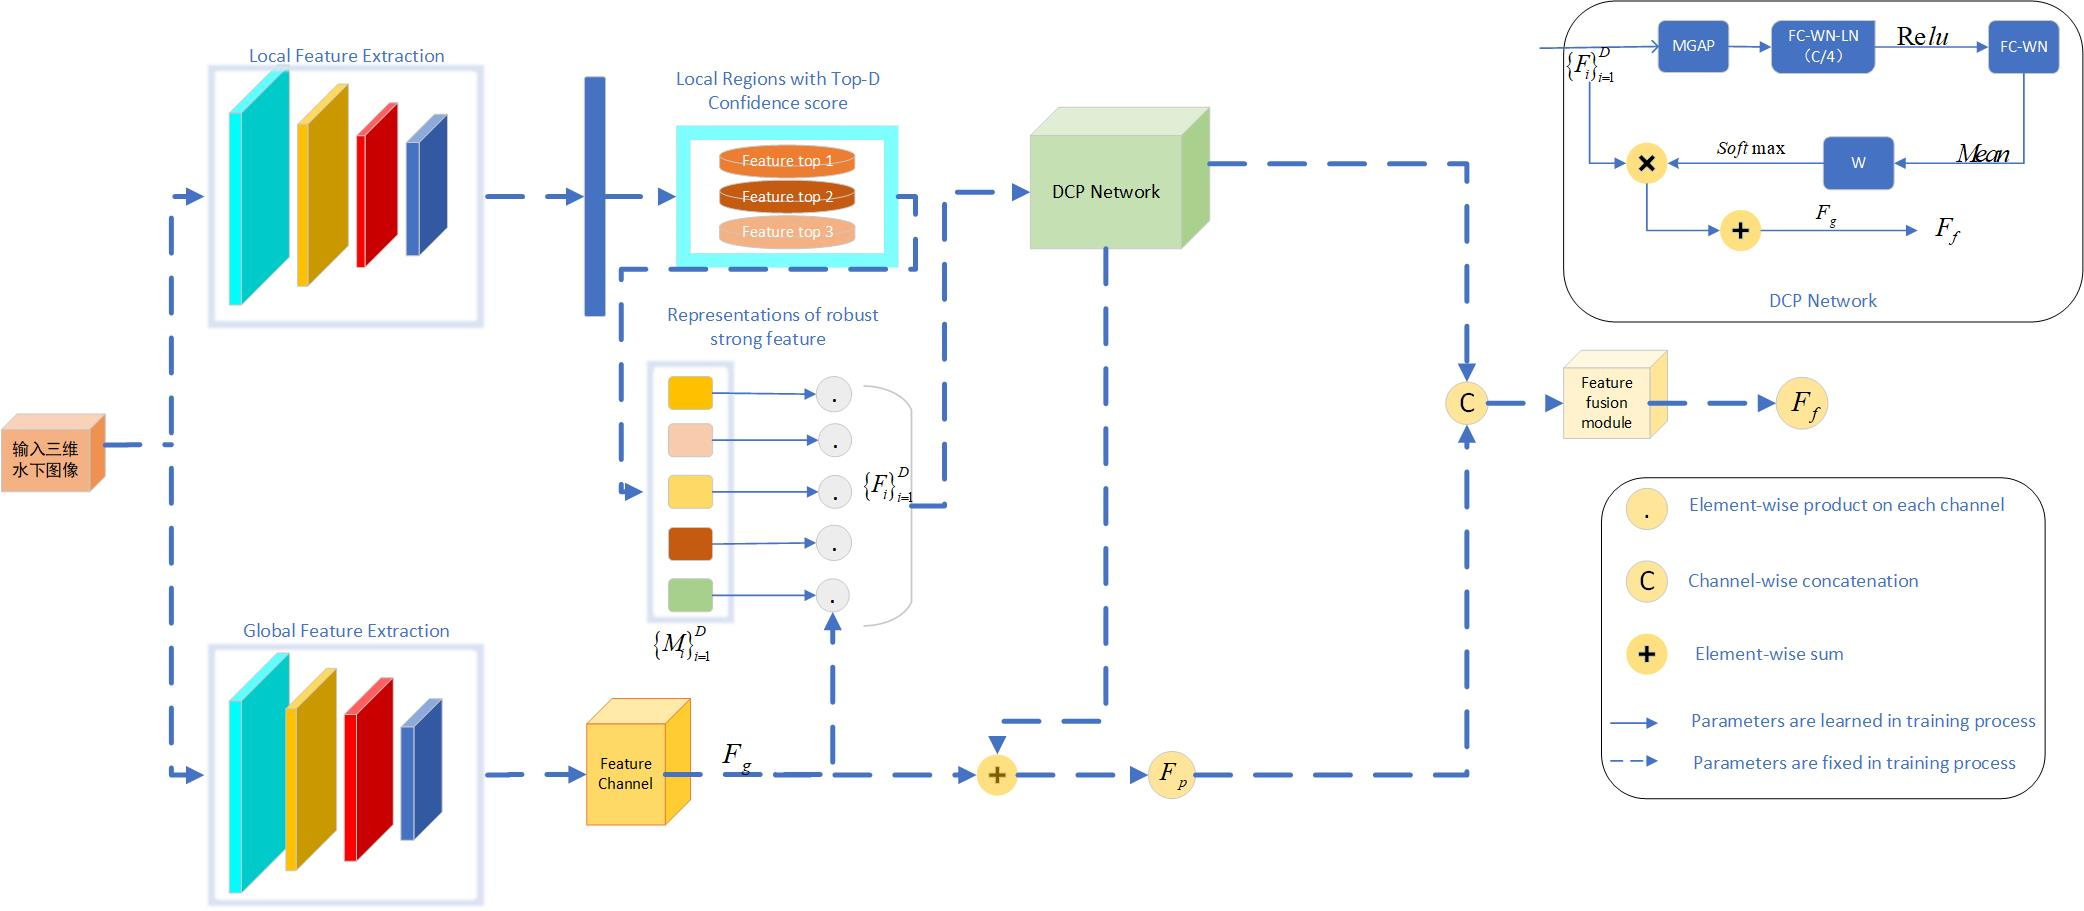 Local Feature Extraction
Local Regions with Top-D
Confidence score
Feature top 1
Feature top 2
Feature top 3
Representations of robust
strong feature
.
.
.
.
.
{F_i}_{i=1}^D
{M_i}_{i=1}^D
输入三维
水下图像
Global Feature Extraction
Feature
Channel
F_g
+
F_p
DCP Network
C
Feature
fusion
module
F_f
{F_i}_{i=1}^D
MGAP
FC-WN-LN
（C/4）
Relu
FC-WN
×
Softmax
W
Mean
+
F_g
F_f
DCP Network
. Element-wise product on each channel
C Channel-wise concatenation
+ Element-wise sum
Parameters are learned in training process
Parameters are fixed in training process